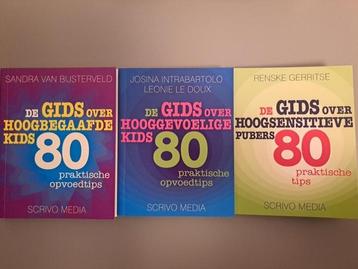 SANDRA VAN BIJSTERVELD
DE GIDS OVER
HOOGBEGAAFDE
KIDS 80
praktische
opvoedtips
SCRIVO MEDIA
JOSINA INTRABARTOLO
LEONIE LE DOUX
DE GIDS OVER
HOOGGEVOELIGE
KIDS 80
praktische
opvoedtips
SCRIVO MEDIA
RENSKE GERRITSE
DE GIDS OVER
HOOGSENSITIEVE
PUBERS 80
praktische
tips
SCRIVO MEDIA